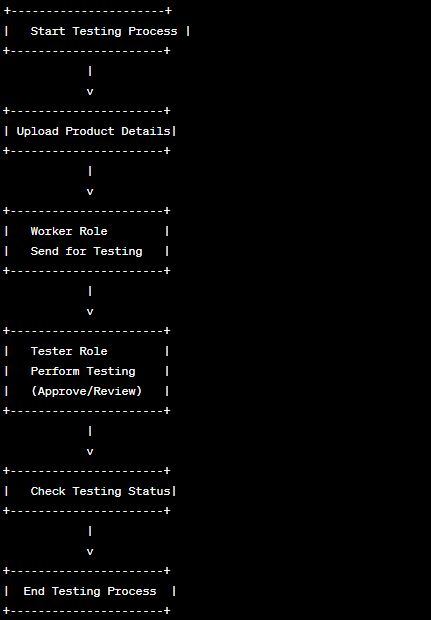 +----------------------+
|   Start Testing Process |
+----------------------+
            |
            v
+----------------------+
| Upload Product Details|
+----------------------+
            |
            v
+----------------------+
|   Worker Role        |
|   Send for Testing   |
+----------------------+
            |
            v
+----------------------+
|   Tester Role        |
|   Perform Testing    |
|   (Approve/Review)   |
+----------------------+
            |
            v
+----------------------+
|   Check Testing Status|
+----------------------+
            |
            v
+----------------------+
|  End Testing Process  |
+----------------------+